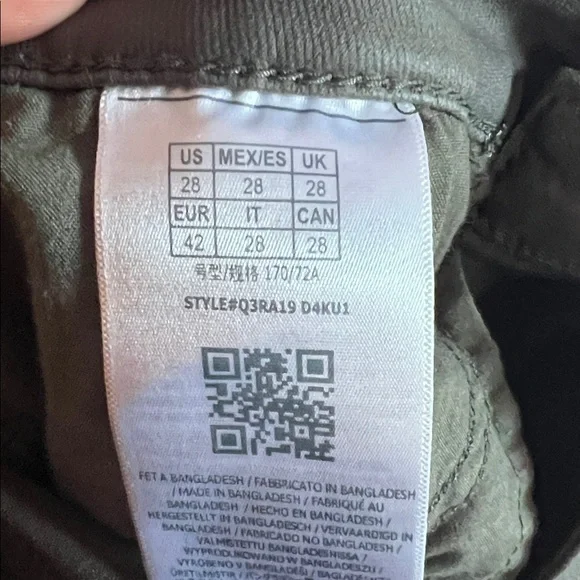 US MEX/ES UK
28 28 28
EUR IT CAN
42 28 28
号型/规格 170/72A
STYLE#Q3RA19 D4KU1
FET A BANGLADESH / FABBRICATO IN BANGLADESH
/ MADE IN BANGLADESH / FABRIQUÉ AU
BANGLADESH / HECHO EN BANGLADESH /
HERGESTELLT IN BANGLADESCH / VERVAARDIGD IN
BANGLADESH / FABRICADO NO BANGLADESH /
VALMISTETTU BANGLADESHISSA /
WYPRODUKOWANO W BANGLADESZU /
VYROBENO V BANGLADÉŠI /